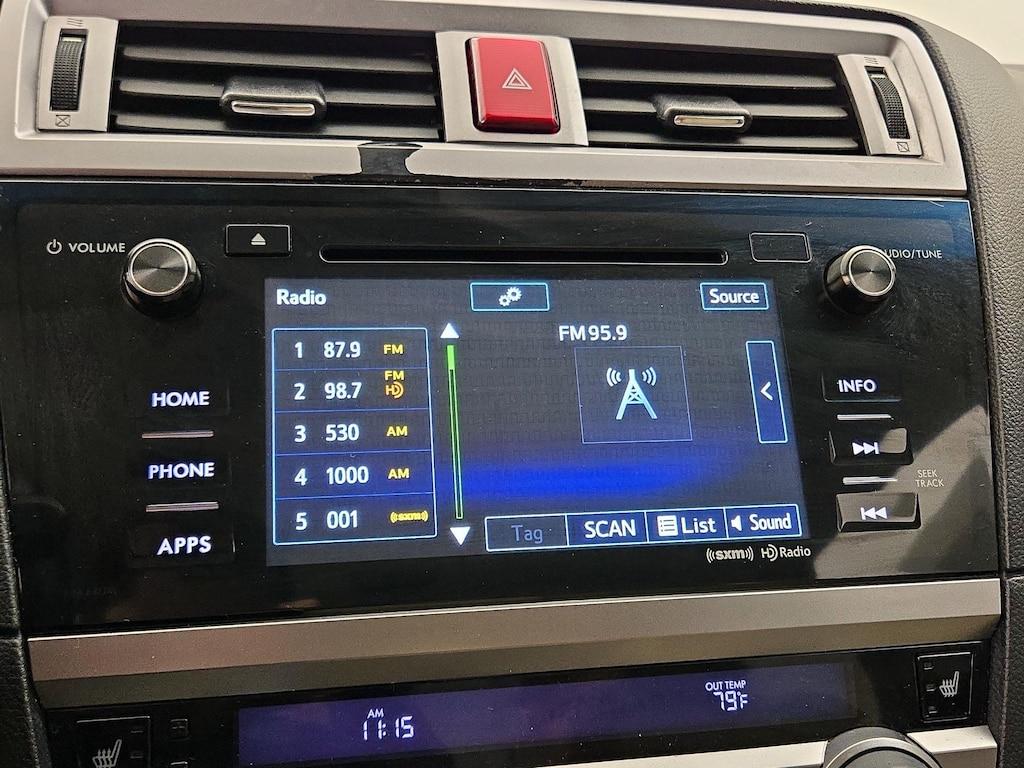 VOLUME
AUDIO/TUNE
Radio
Source
FM 95.9
1 87.9 FM
2 98.7 FM HD
3 530 AM
4 1000 AM
5 001 ((sxm))
HOME
PHONE
APPS
INFO
SEEK
TRACK
Tag
SCAN
List
Sound
((sxm)) HD Radio
AM
11:15
OUT TEMP
79°F